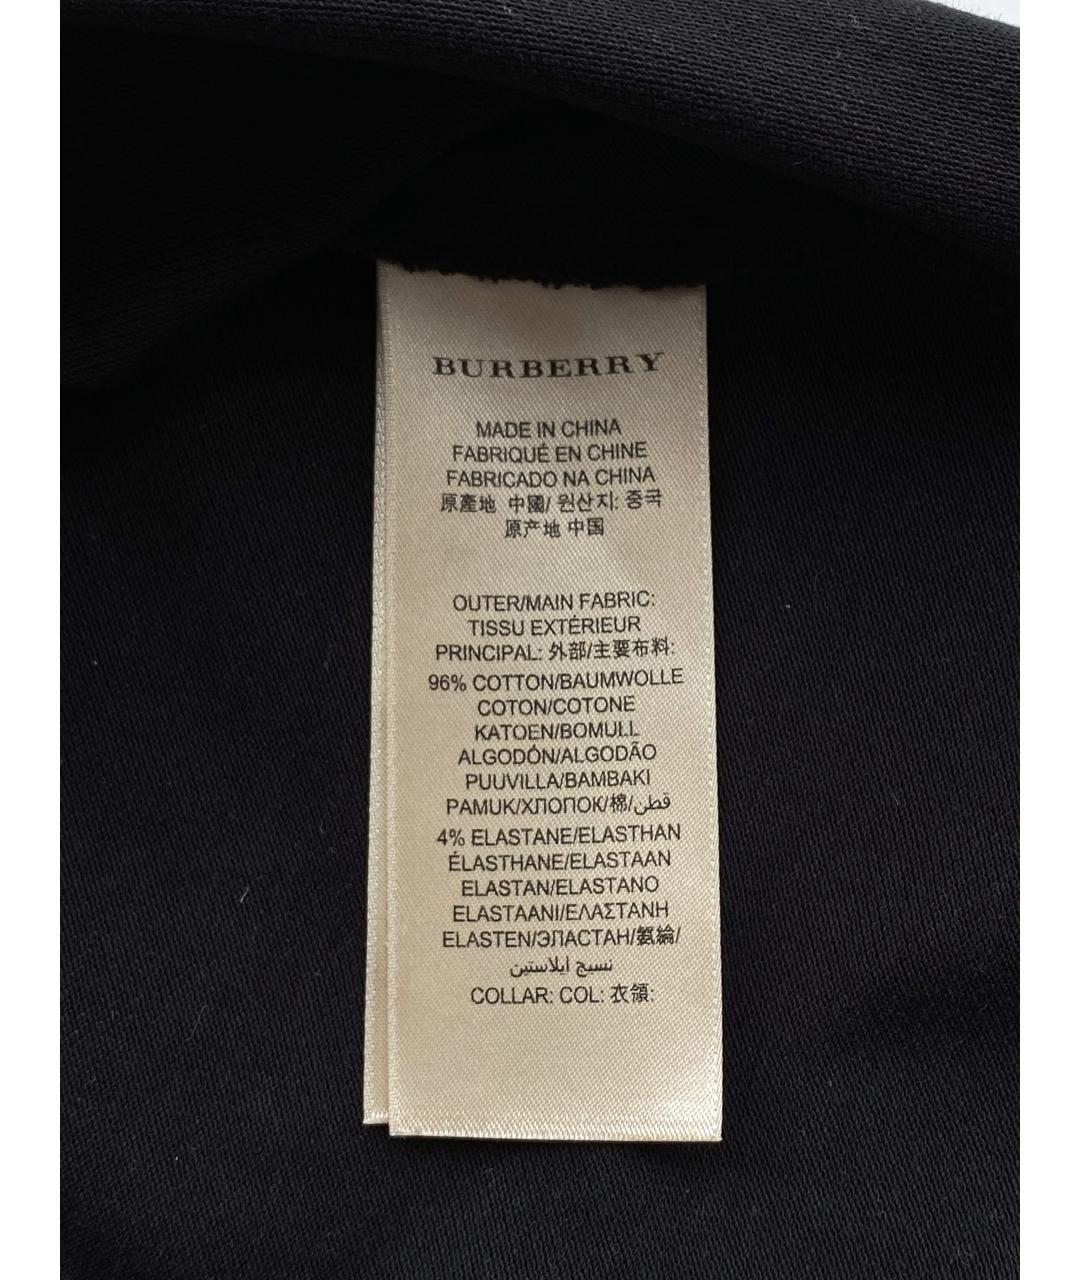 BURBERRY
MADE IN CHINA
FABRIQUÉ EN CHINE
FABRICADO NA CHINA
原產地 中國/ 원산지: 중국
原产地 中国
OUTER/MAIN FABRIC:
TISSU EXTÉRIEUR
PRINCIPAL: 外部/主要布料:
96% COTTON/BAUMWOLLE
COTON/COTONE
KATOEN/BOMULL
ALGODÓN/ALGODÃO
PUUVILLA/BAMBAKI
PAMUK/ХЛОПОК/棉/قطن
4% ELASTANE/ELASTHAN
ÉLASTHANE/ELASTAAN
ELASTAN/ELASTANO
ELASTAANI/ΕΛΑΣΤΑΝΗ
ELASTEN/ЭЛАСТАН/氨綸/
نسيج ايلاستين
COLLAR: COL: 衣領: